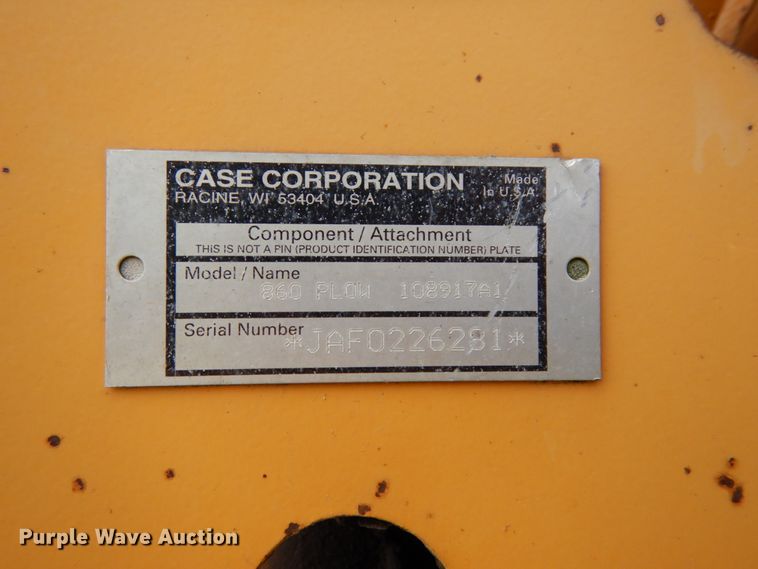 CASE CORPORATION
Made
In U.S.A.
RACINE, WI 53404 U.S.A.
Component / Attachment
THIS IS NOT A PIN (PRODUCT IDENTIFICATION NUMBER) PLATE
Model / Name
860 PLOW 108917A1
Serial Number
*JAF0226281*
Purple Wave Auction